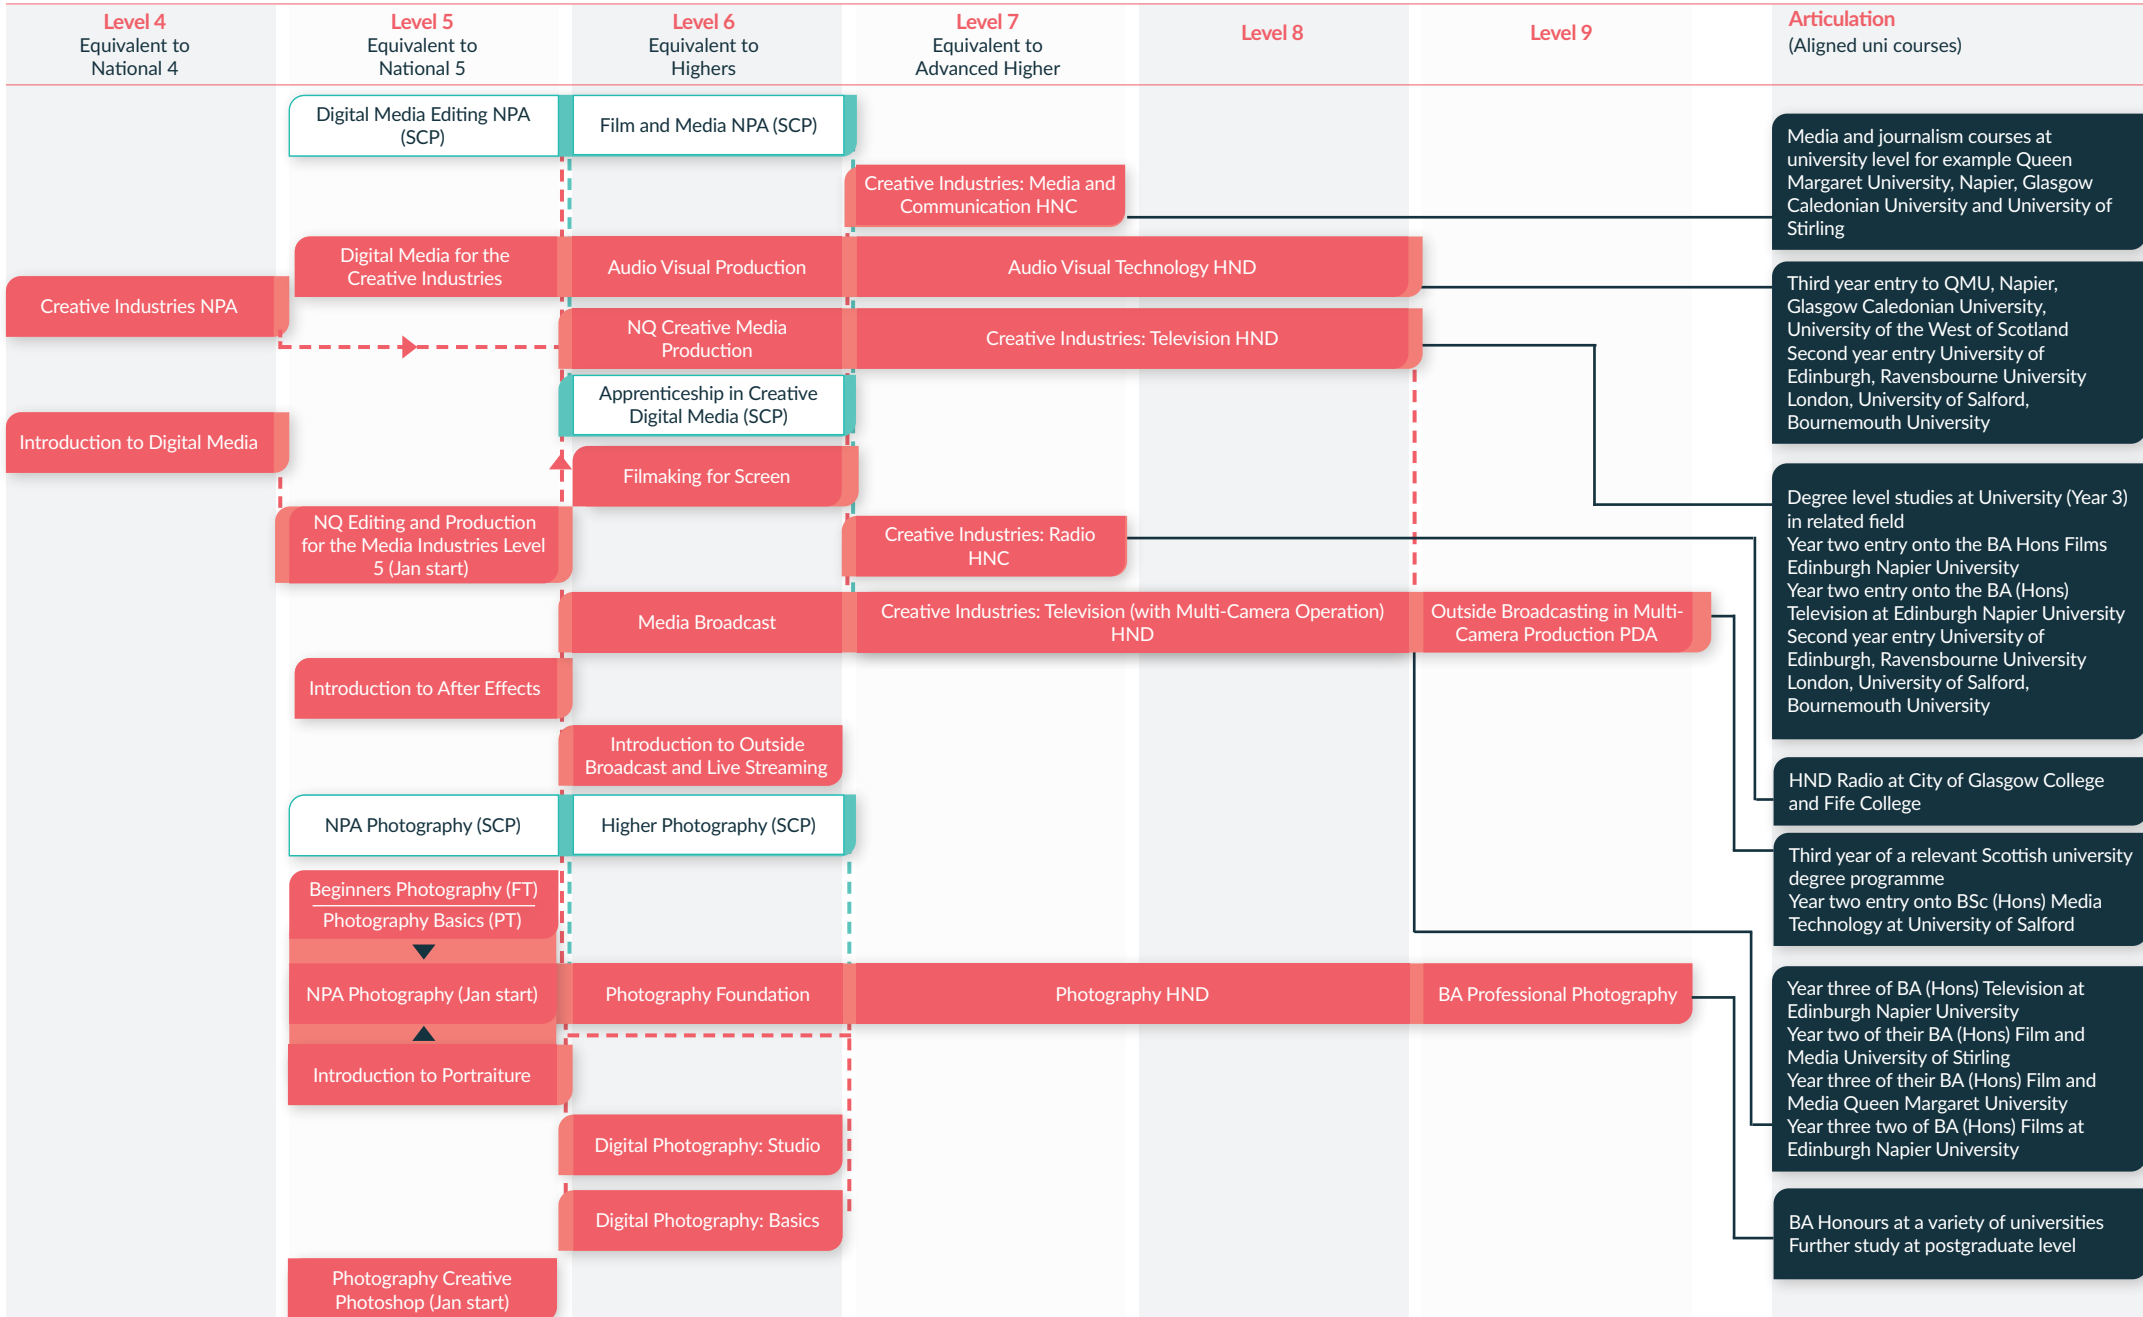 Level 4
Equivalent to
National 4
Level 5
Equivalent to
National 5
Level 6
Equivalent to
Highers
Level 7
Equivalent to
Advanced Higher
Level 8
Level 9
Articulation
(Aligned uni courses)
Digital Media Editing NPA
(SCP)
Film and Media NPA (SCP)
Media and journalism courses at
university level for example Queen
Margaret University, Napier, Glasgow
Caledonian University and University of
Stirling
Creative Industries: Media and
Communication HNC
Digital Media for the
Creative Industries
Audio Visual Production
Audio Visual Technology HND
Third year entry to QMU, Napier,
Glasgow Caledonian University,
University of the West of Scotland
Second year entry University of
Edinburgh, Ravensbourne University
London, University of Salford,
Bournemouth University
Creative Industries NPA
NQ Creative Media
Production
Creative Industries: Television HND
Apprenticeship in Creative
Digital Media (SCP)
Introduction to Digital Media
Filmaking for Screen
Degree level studies at University (Year 3)
in related field
Year two entry onto the BA Hons Films
Edinburgh Napier University
Year two entry onto the BA (Hons)
Television at Edinburgh Napier University
Second year entry University of
Edinburgh, Ravensbourne University
London, University of Salford,
Bournemouth University
NQ Editing and Production
for the Media Industries Level
5 (Jan start)
Creative Industries: Radio
HNC
Media Broadcast
Creative Industries: Television (with Multi-Camera Operation)
HND
Outside Broadcasting in Multi-
Camera Production PDA
Introduction to After Effects
Introduction to Outside
Broadcast and Live Streaming
HND Radio at City of Glasgow College
and Fife College
NPA Photography (SCP)
Higher Photography (SCP)
Third year of a relevant Scottish university
degree programme
Year two entry onto BSc (Hons) Media
Technology at University of Salford
Beginners Photography (FT)
Photography Basics (PT)
NPA Photography (Jan start)
Photography Foundation
Photography HND
BA Professional Photography
Year three of BA (Hons) Television at
Edinburgh Napier University
Year two of their BA (Hons) Film and
Media University of Stirling
Year three of their BA (Hons) Film and
Media Queen Margaret University
Year three two of BA (Hons) Films at
Edinburgh Napier University
Introduction to Portraiture
Digital Photography: Studio
Digital Photography: Basics
BA Honours at a variety of universities
Further study at postgraduate level
Photography Creative
Photoshop (Jan start)